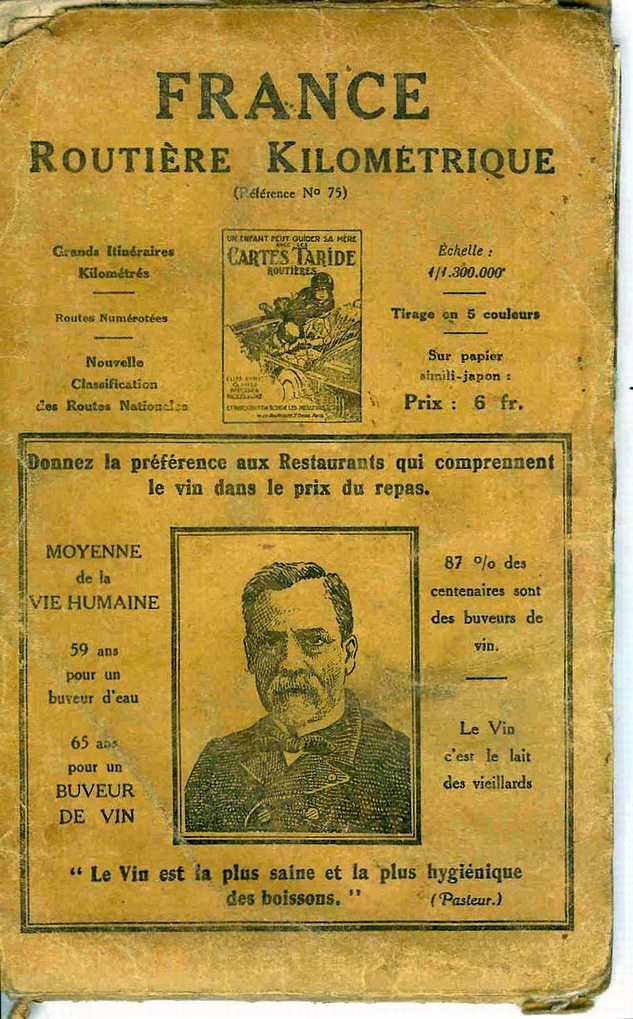 FRANCE
ROUTIÈRE KILOMÉTRIQUE
(Référence Nº 75)
Grands Itinéraires
Kilométrés
Routes Numérotées
Nouvelle
Classification
des Routes Nationales
UN ENFANT PEUT GUIDER SA MÈRE
AVEC LES
CARTES TARIDE
ROUTIÈRES
Échelle :
1/1.300.000e
Tirage en 5 couleurs
Sur papier
simili-japon :
Prix : 6 fr.
Donnez la préférence aux Restaurants qui comprennent
le vin dans le prix du repas.
MOYENNE
de la
VIE HUMAINE
59 ans
pour un
buveur d'eau
65 ans
pour un
BUVEUR
DE VIN
87 % des
centenaires sont
des buveurs de
vin.
Le Vin
c'est le lait
des vieillards
“ Le Vin est la plus saine et la plus hygiénique
des boissons. ” (Pasteur.)